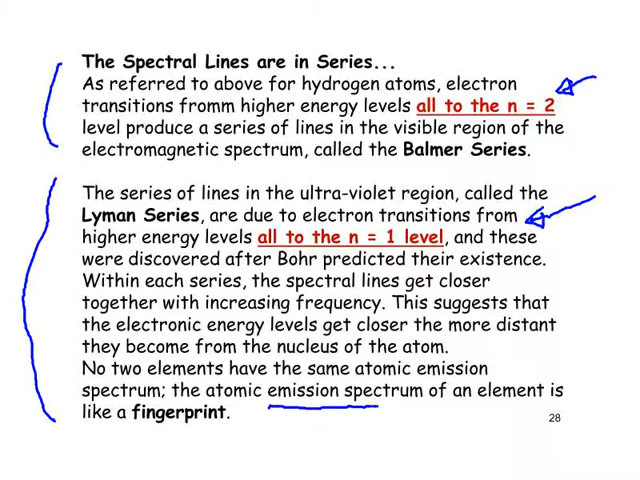 The Spectral Lines are in Series...
As referred to above for hydrogen atoms, electron
transitions fromm higher energy levels all to the n = 2
level produce a series of lines in the visible region of the
electromagnetic spectrum, called the Balmer Series.
The series of lines in the ultra-violet region, called the
Lyman Series, are due to electron transitions from
higher energy levels all to the n = 1 level, and these
were discovered after Bohr predicted their existence.
Within each series, the spectral lines get closer
together with increasing frequency. This suggests that
the electronic energy levels get closer the more distant
they become from the nucleus of the atom.
No two elements have the same atomic emission
spectrum; the atomic emission spectrum of an element is
like a fingerprint.
28